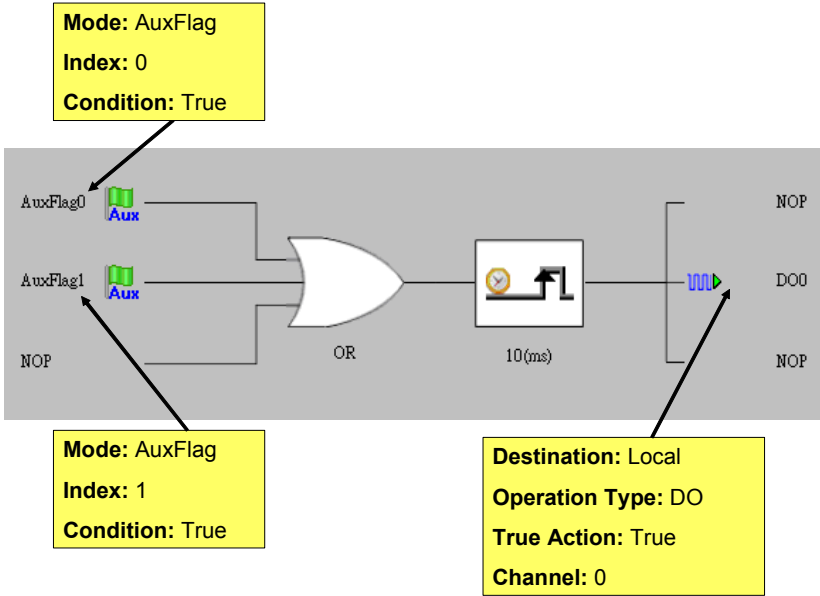 Mode: AuxFlag
Index: 0
Condition: True
AuxFlag0
Aux
NOP
AuxFlag1
Aux
DO0
NOP
OR
10(ms)
NOP
Mode: AuxFlag
Index: 1
Condition: True
Destination: Local
Operation Type: DO
True Action: True
Channel: 0